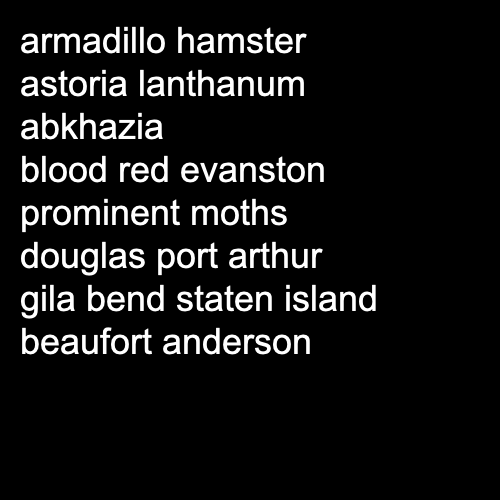 armadillo hamster
astoria lanthanum
abkhazia
blood red evanston
prominent moths
douglas port arthur
gila bend staten island
beaufort anderson